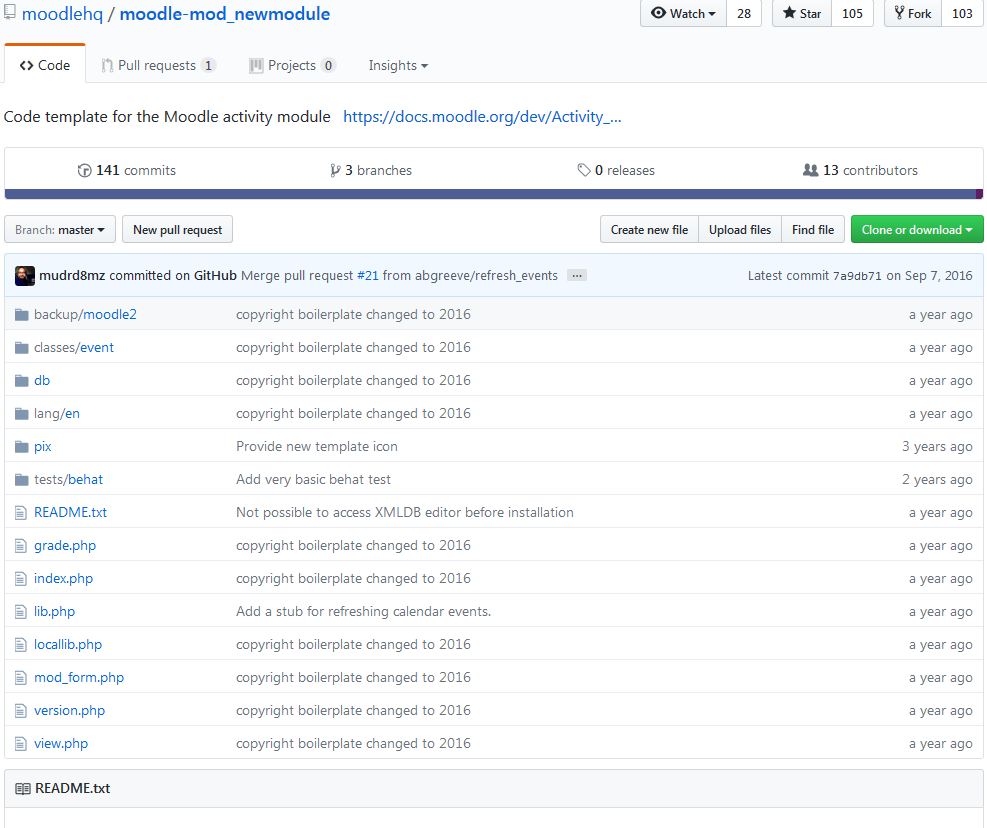 moodlehq / moodle-mod_newmodule Watch 28 Star 105 Fork 103
Code Pull requests 1 Projects 0 Insights
Code template for the Moodle activity module https://docs.moodle.org/dev/Activity_...
141 commits 3 branches 0 releases 13 contributors
Branch: master New pull request Create new file Upload files Find file Clone or download
mudrd8mz committed on GitHub Merge pull request #21 from abgreeve/refresh_events ... Latest commit 7a9db71 on Sep 7, 2016
backup/moodle2 copyright boilerplate changed to 2016 a year ago
classes/event copyright boilerplate changed to 2016 a year ago
db copyright boilerplate changed to 2016 a year ago
lang/en copyright boilerplate changed to 2016 a year ago
pix Provide new template icon 3 years ago
tests/behat Add very basic behat test 2 years ago
README.txt Not possible to access XMLDB editor before installation a year ago
grade.php copyright boilerplate changed to 2016 a year ago
index.php copyright boilerplate changed to 2016 a year ago
lib.php Add a stub for refreshing calendar events. a year ago
locallib.php copyright boilerplate changed to 2016 a year ago
mod_form.php copyright boilerplate changed to 2016 a year ago
version.php copyright boilerplate changed to 2016 a year ago
view.php copyright boilerplate changed to 2016 a year ago
README.txt